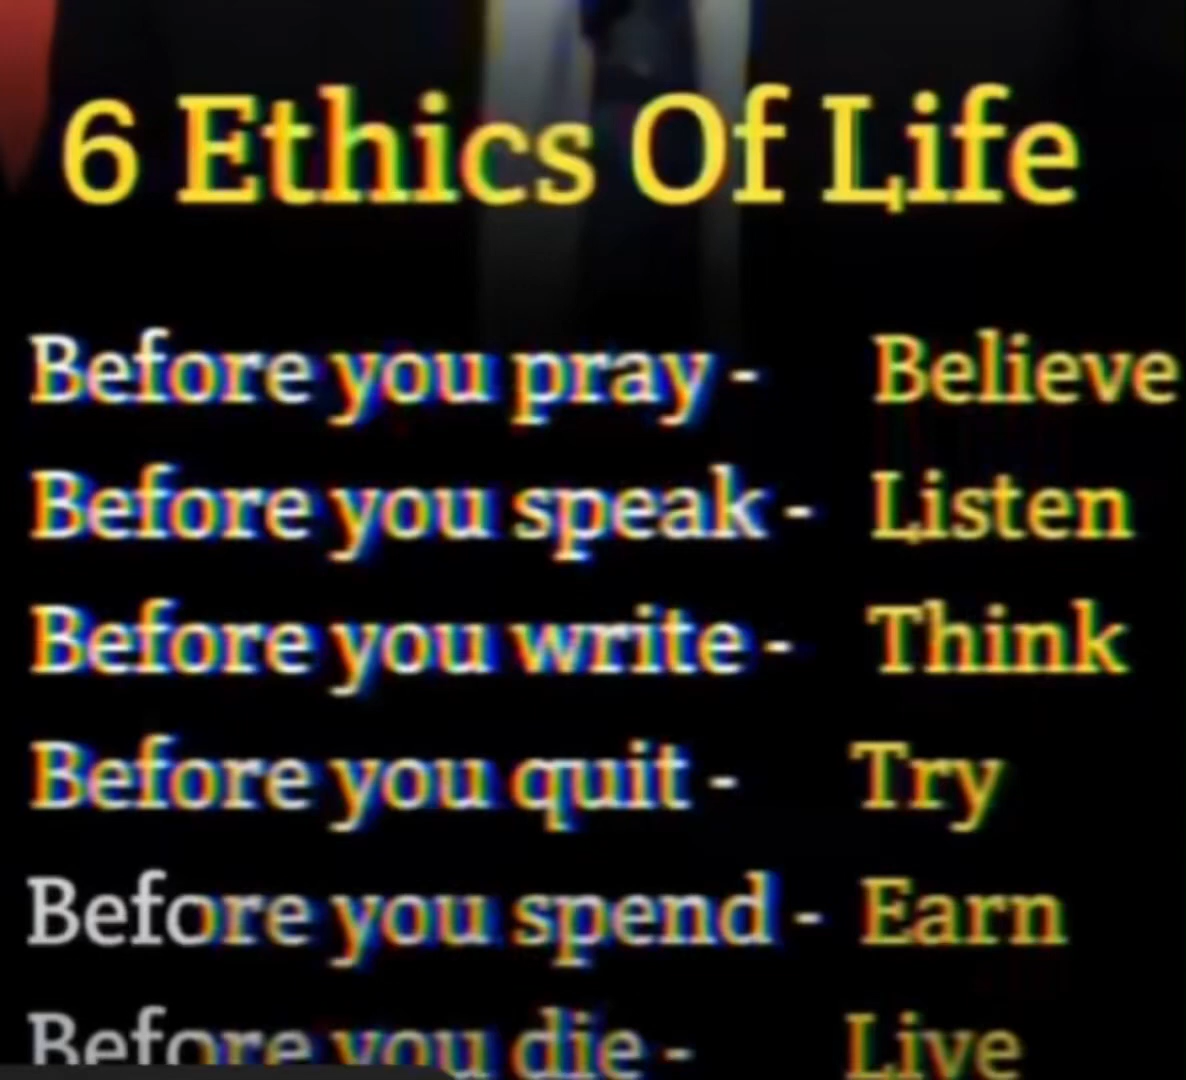 6 Ethics Of Life
Before you pray - Believe
Before you speak - Listen
Before you write - Think
Before you quit - Try
Before you spend - Earn
Before you die - Live